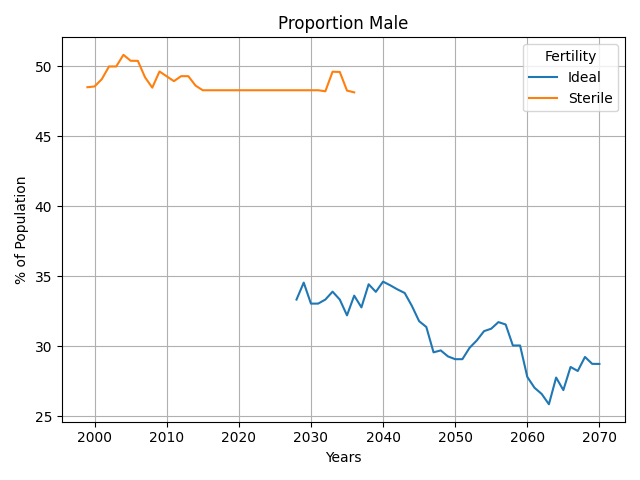 Proportion Male
Fertility
Ideal
Sterile
% of Population
50
45
40
35
30
25
2000 2010 2020 2030 2040 2050 2060 2070
Years